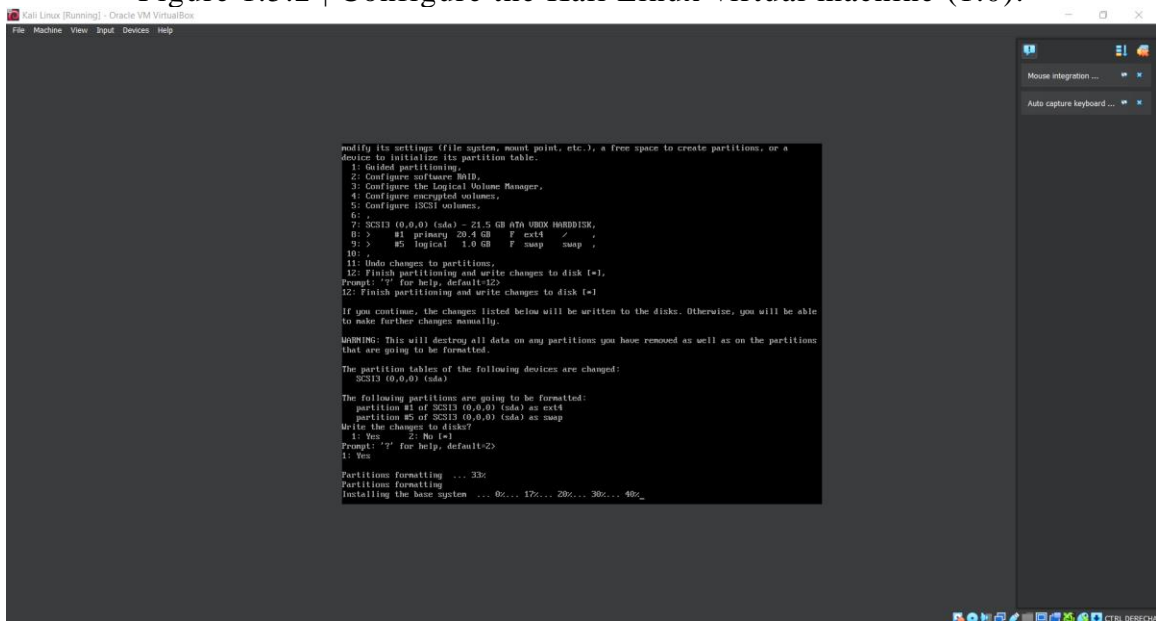 Figure 1.3.2 | Configure the Kali Linux virtual machine (1.6).
Kali Linux [Running] - Oracle VM VirtualBox
File Machine View Input Devices Help
Mouse integration ...
Auto capture keyboard ...
modify its settings (file system, mount point, etc.), a free space to create partitions, or a
device to initialize its partition table.
1: Guided partitioning,
2: Configure software RAID,
3: Configure the Logical Volume Manager,
4: Configure encrypted volumes,
5: Configure iSCSI volumes,
6: ,
7: SCSI3 (0,0,0) (sda) - 21.5 GB ATA VBOX HARDDISK,
8: > #1 primary 20.4 GB F ext4 / ,
9: > #5 logical 1.0 GB F swap swap ,
10: ,
11: Undo changes to partitions,
12: Finish partitioning and write changes to disk [*],
Prompt: '?' for help, default=12>
12: Finish partitioning and write changes to disk [*]
If you continue, the changes listed below will be written to the disks. Otherwise, you will be able
to make further changes manually.
WARNING: This will destroy all data on any partitions you have removed as well as on the partitions
that are going to be formatted.
The partition tables of the following devices are changed:
SCSI3 (0,0,0) (sda)
The following partitions are going to be formatted:
partition #1 of SCSI3 (0,0,0) (sda) as ext4
partition #5 of SCSI3 (0,0,0) (sda) as swap
Write the changes to disks?
1: Yes 2: No [*]
Prompt: '?' for help, default=2>
1: Yes
Partitions formatting ... 33%
Partitions formatting
Installing the base system ... 0%... 17%... 20%... 30%... 40%_
CTRL DERECHA